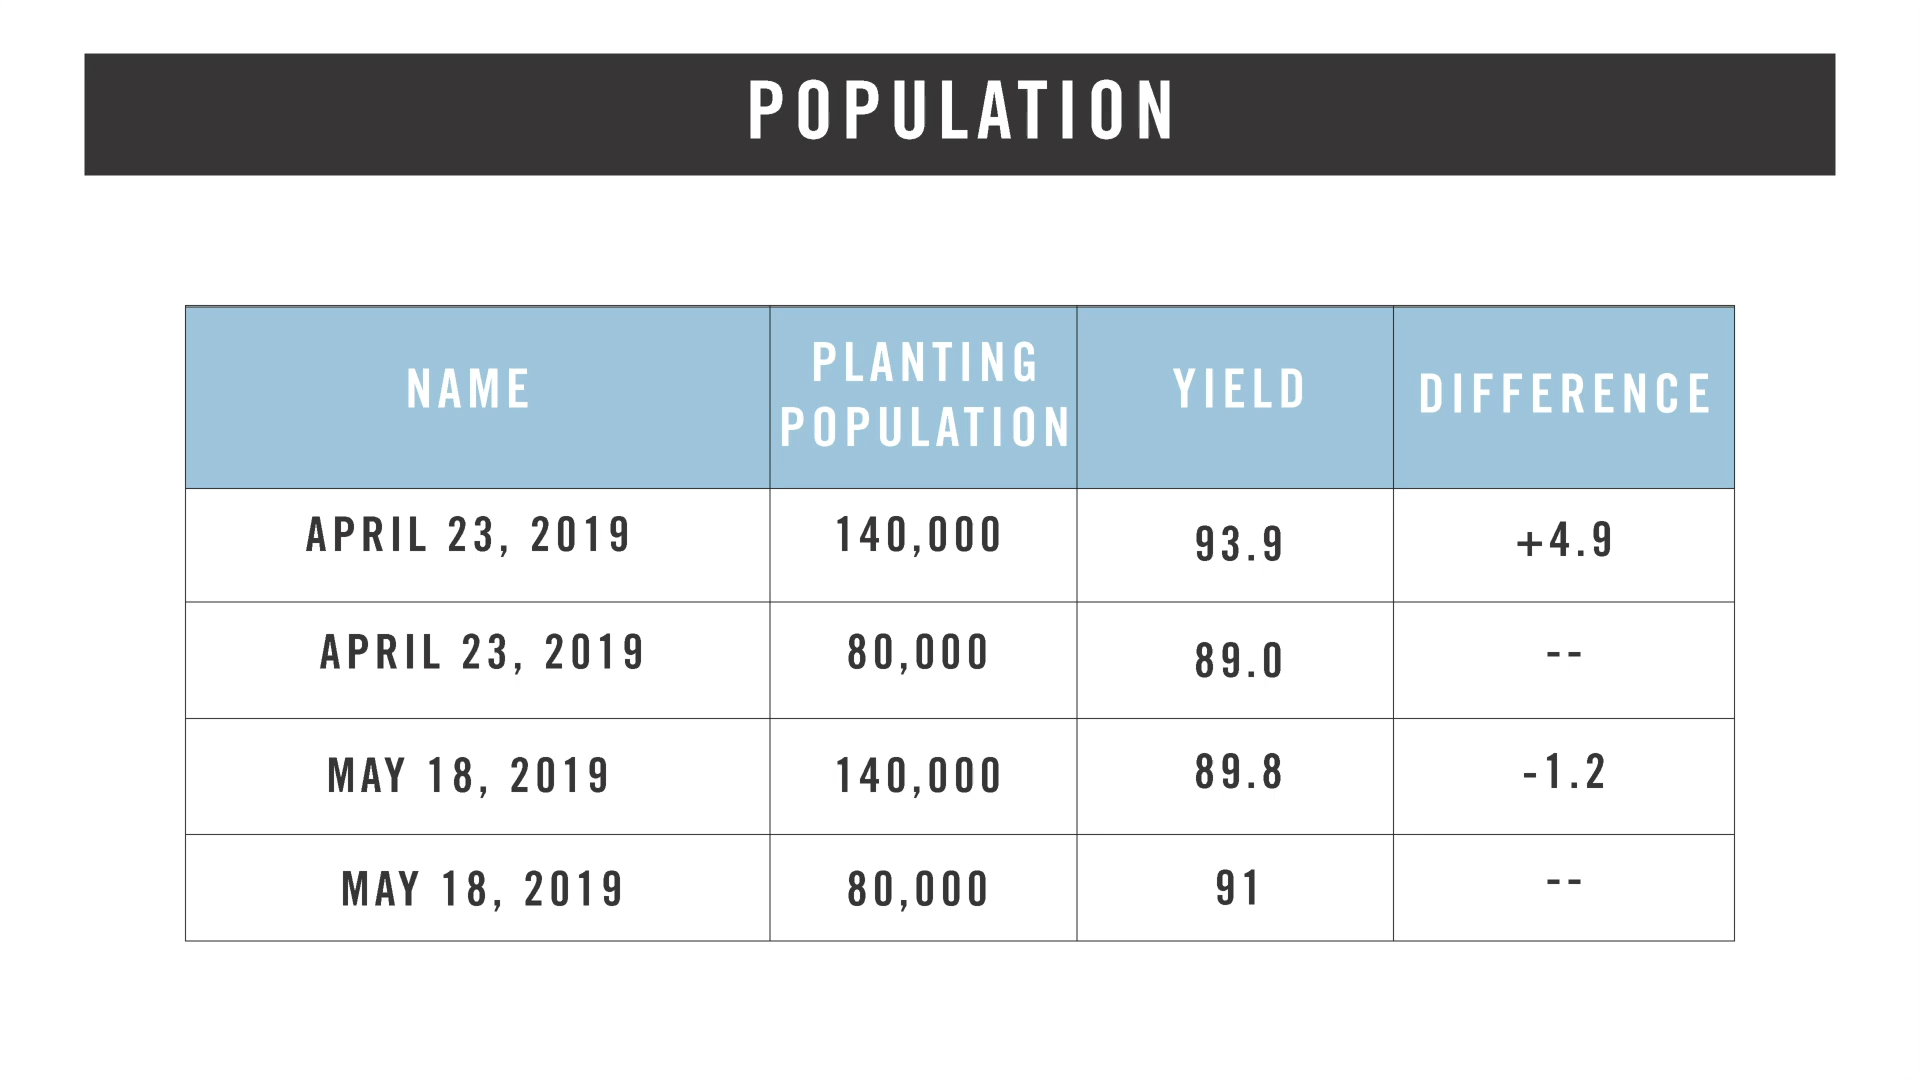 POPULATION
NAME
PLANTING
POPULATION
YIELD
DIFFERENCE
APRIL 23, 2019 140,000 93.9 +4.9
APRIL 23, 2019 80,000 89.0 --
MAY 18, 2019 140,000 89.8 -1.2
MAY 18, 2019 80,000 91 --